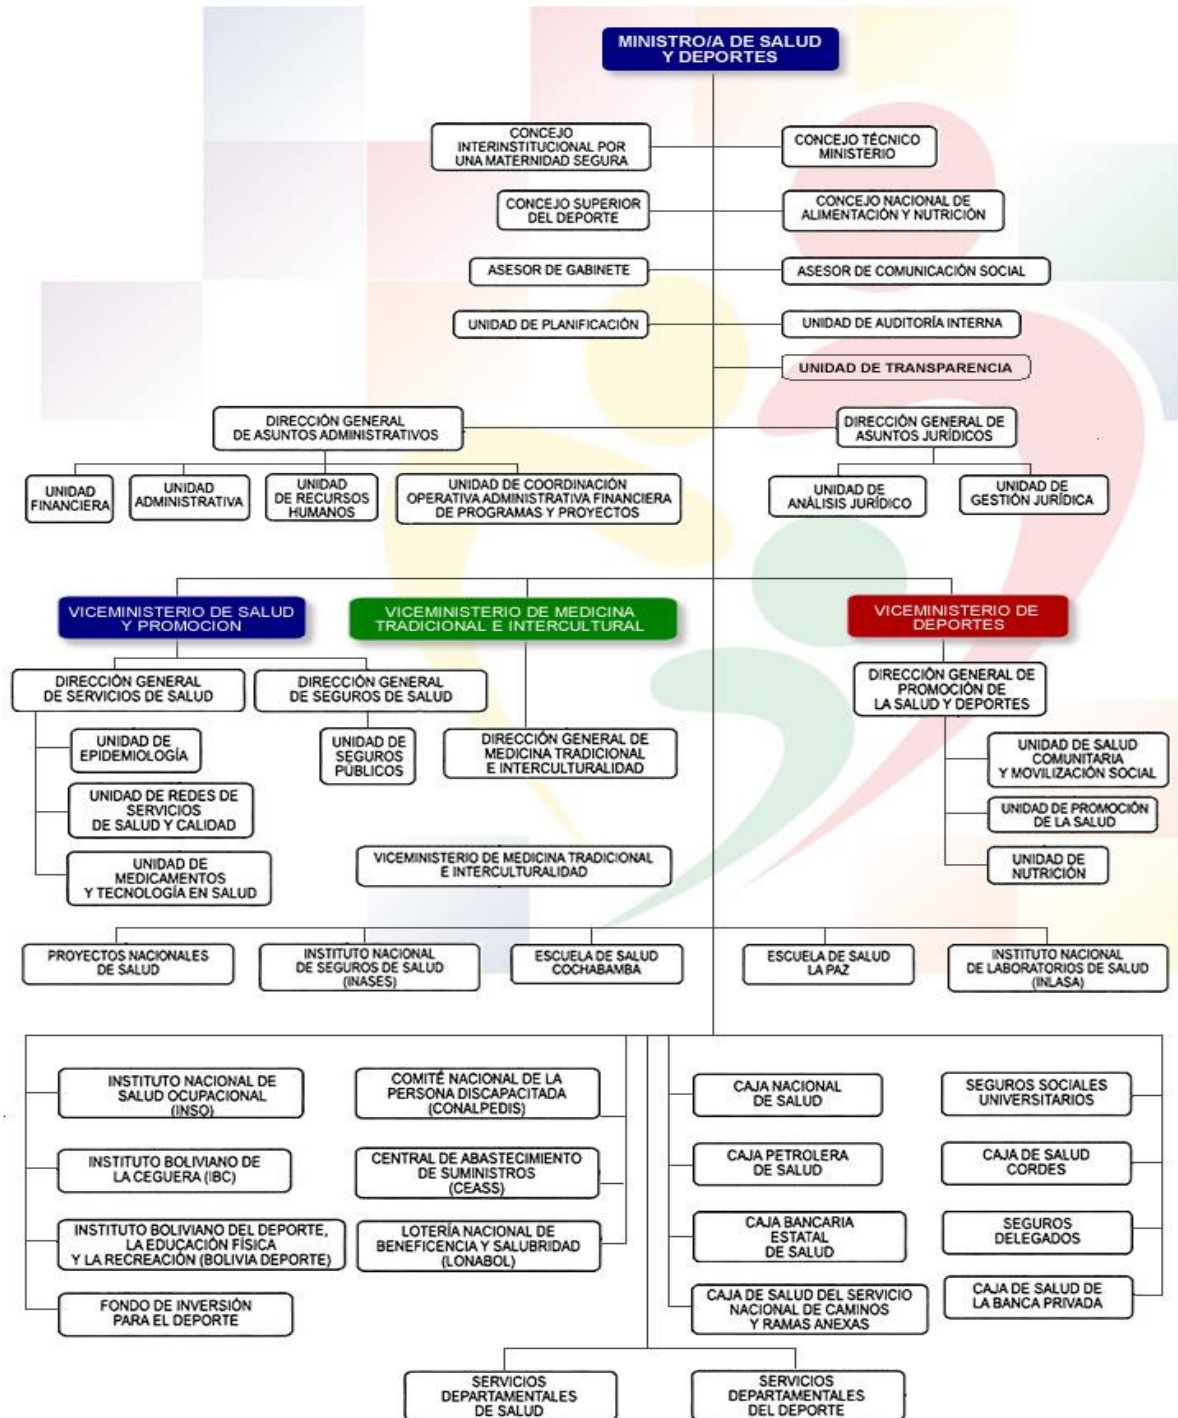 MINISTRO/A DE SALUD
Y DEPORTES
CONCEJO
INTERINSTITUCIONAL POR
UNA MATERNIDAD SEGURA
CONCEJO TÉCNICO
MINISTERIO
CONCEJO SUPERIOR
DEL DEPORTE
CONCEJO NACIONAL DE
ALIMENTACIÓN Y NUTRICIÓN
ASESOR DE GABINETE
ASESOR DE COMUNICACIÓN SOCIAL
UNIDAD DE PLANIFICACIÓN
UNIDAD DE AUDITORÍA INTERNA
UNIDAD DE TRANSPARENCIA
DIRECCIÓN GENERAL
DE ASUNTOS ADMINISTRATIVOS
DIRECCIÓN GENERAL DE
ASUNTOS JURÍDICOS
UNIDAD
FINANCIERA
UNIDAD
ADMINISTRATIVA
UNIDAD
DE RECURSOS
HUMANOS
UNIDAD DE COORDINACIÓN
OPERATIVA ADMINISTRATIVA FINANCIERA
DE PROGRAMAS Y PROYECTOS
UNIDAD DE
ANÁLISIS JURÍDICO
UNIDAD DE
GESTIÓN JURÍDICA
VICEMINISTERIO DE SALUD
Y PROMOCION
VICEMINISTERIO DE MEDICINA
TRADICIONAL E INTERCULTURAL
VICEMINISTERIO DE
DEPORTES
DIRECCIÓN GENERAL
DE SERVICIOS DE SALUD
DIRECCIÓN GENERAL
DE SEGUROS DE SALUD
DIRECCIÓN GENERAL DE
PROMOCIÓN DE
LA SALUD Y DEPORTES
UNIDAD DE
EPIDEMIOLOGÍA
UNIDAD DE
SEGUROS
PÚBLICOS
DIRECCIÓN GENERAL DE
MEDICINA TRADICIONAL
E INTERCULTURALIDAD
UNIDAD DE SALUD
COMUNITARIA
Y MOVILIZACIÓN SOCIAL
UNIDAD DE REDES DE
SERVICIOS
DE SALUD Y CALIDAD
UNIDAD DE PROMOCIÓN
DE LA SALUD
UNIDAD DE
MEDICAMENTOS
Y TECNOLOGÍA EN SALUD
VICEMINISTERIO DE MEDICINA TRADICIONAL
E INTERCULTURALIDAD
UNIDAD DE
NUTRICIÓN
PROYECTOS NACIONALES
DE SALUD
INSTITUTO NACIONAL
DE SEGUROS DE SALUD
(INASES)
ESCUELA DE SALUD
COCHABAMBA
ESCUELA DE SALUD
LA PAZ
INSTITUTO NACIONAL
DE LABORATORIOS DE SALUD
(INLASA)
INSTITUTO NACIONAL DE
SALUD OCUPACIONAL
(INSO)
COMITÉ NACIONAL DE LA
PERSONA DISCAPACITADA
(CONALPEDIS)
CAJA NACIONAL
DE SALUD
SEGUROS SOCIALES
UNIVERSITARIOS
INSTITUTO BOLIVIANO DE
LA CEGUERA (IBC)
CENTRAL DE ABASTECIMIENTO
DE SUMINISTROS
(CEASS)
CAJA PETROLERA
DE SALUD
CAJA DE SALUD
CORDES
INSTITUTO BOLIVIANO DEL DEPORTE,
LA EDUCACIÓN FÍSICA
Y LA RECREACIÓN (BOLIVIA DEPORTE)
LOTERÍA NACIONAL DE
BENEFICENCIA Y SALUBRIDAD
(LONABOL)
CAJA BANCARIA
ESTATAL
DE SALUD
SEGUROS
DELEGADOS
FONDO DE INVERSIÓN
PARA EL DEPORTE
CAJA DE SALUD DEL SERVICIO
NACIONAL DE CAMINOS
Y RAMAS ANEXAS
CAJA DE SALUD DE
LA BANCA PRIVADA
SERVICIOS
DEPARTAMENTALES
DE SALUD
SERVICIOS
DEPARTAMENTALES
DEL DEPORTE